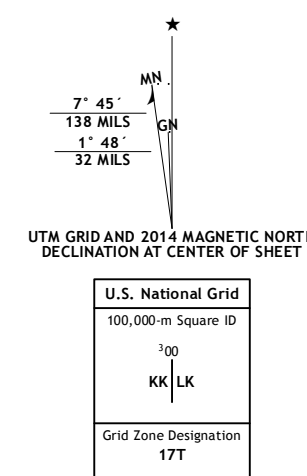 MN
GN
7° 45´
138 MILS
1° 48´
32 MILS
UTM GRID AND 2014 MAGNETIC NORT
DECLINATION AT CENTER OF SHEET
U.S. National Grid
100,000-m Square ID
³00
KK LK
Grid Zone Designation
17T